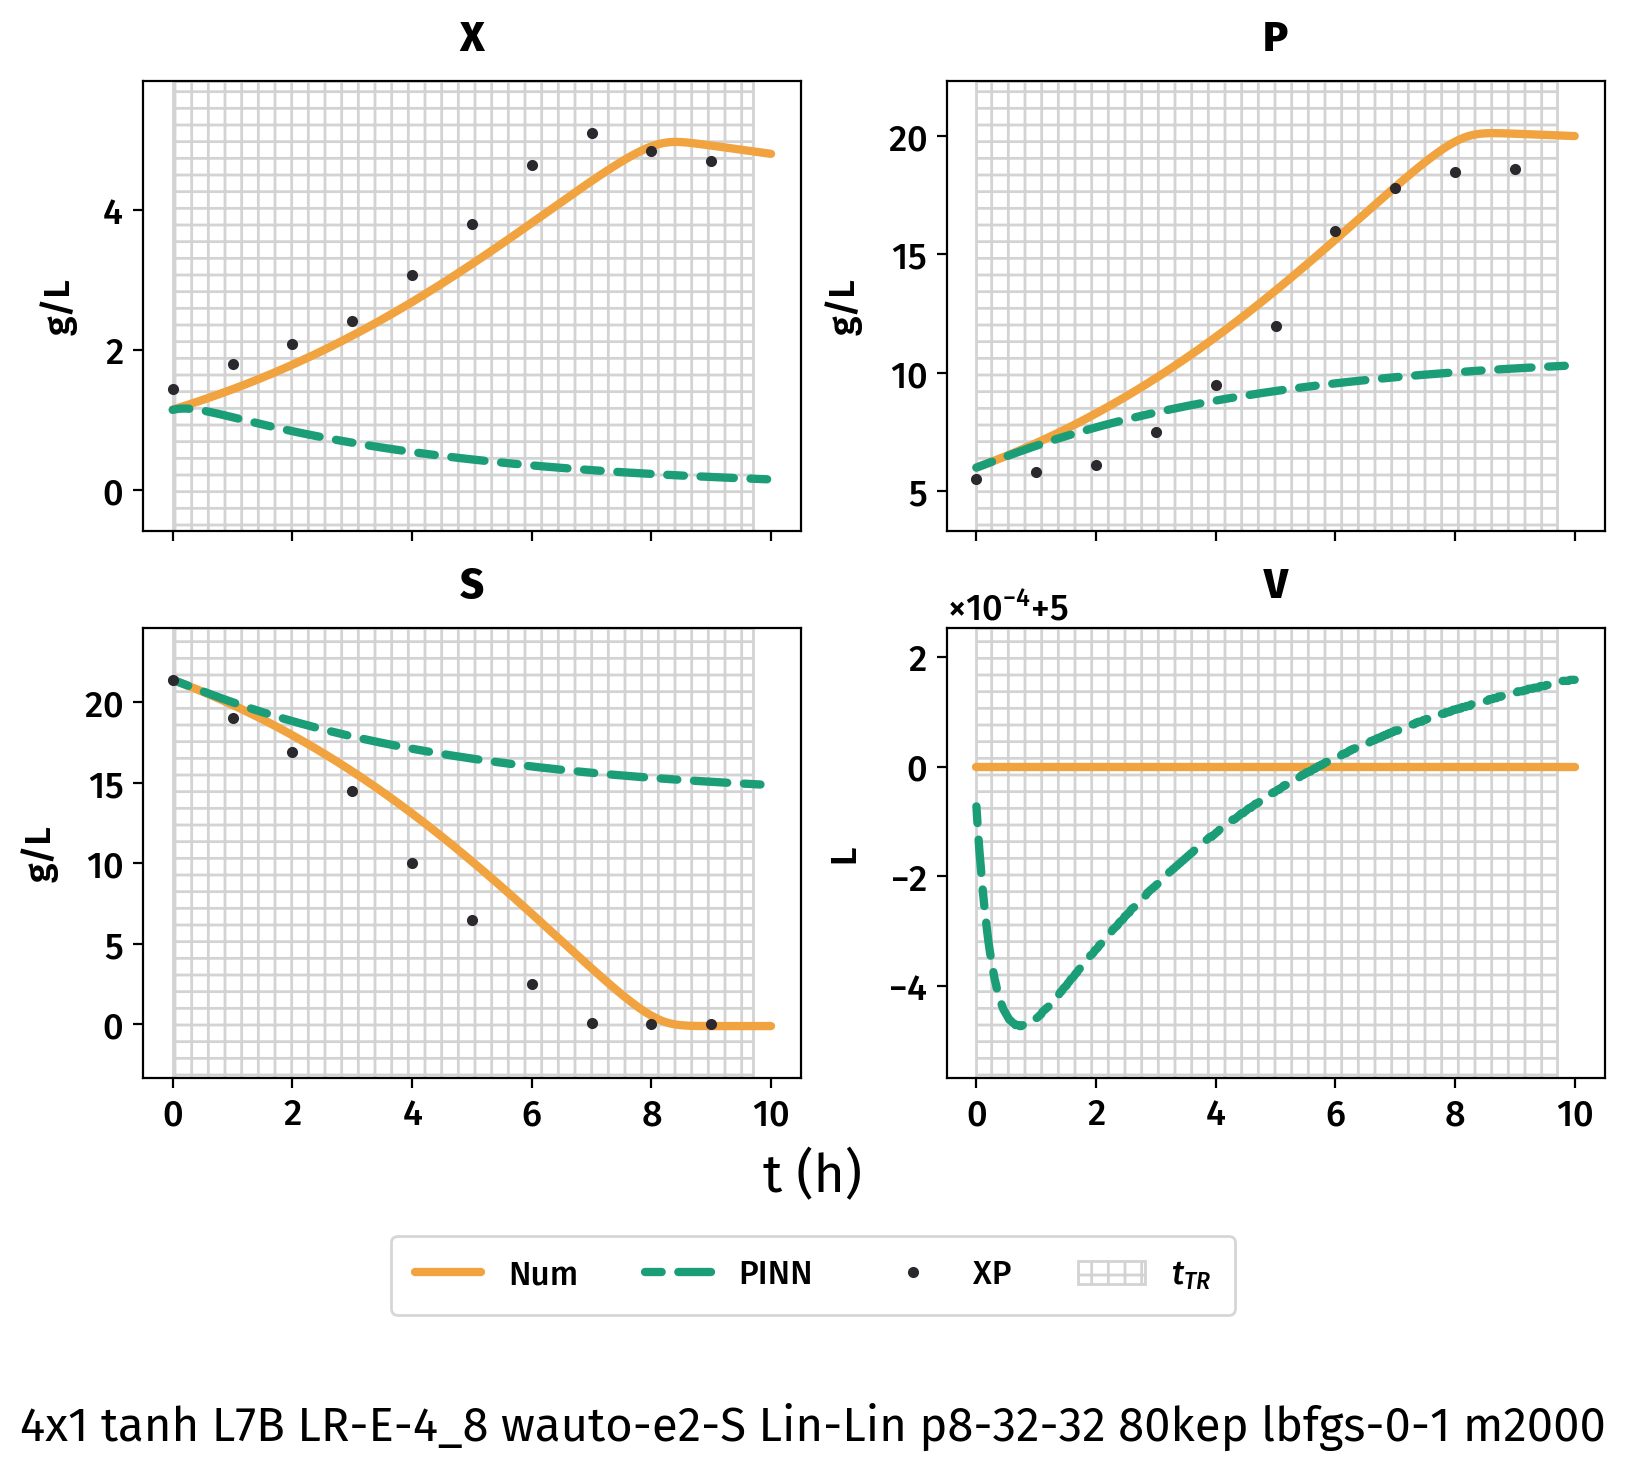 X
P
g/L
4
2
0
g/L
20
15
10
5
S
V
×10⁻⁴+5
g/L
20
15
10
5
0
L
2
0
−2
−4
0 2 4 6 8 10
0 2 4 6 8 10
t (h)
Num PINN XP t_TR
4x1 tanh L7B LR-E-4_8 wauto-e2-S Lin-Lin p8-32-32 80kep lbfgs-0-1 m2000